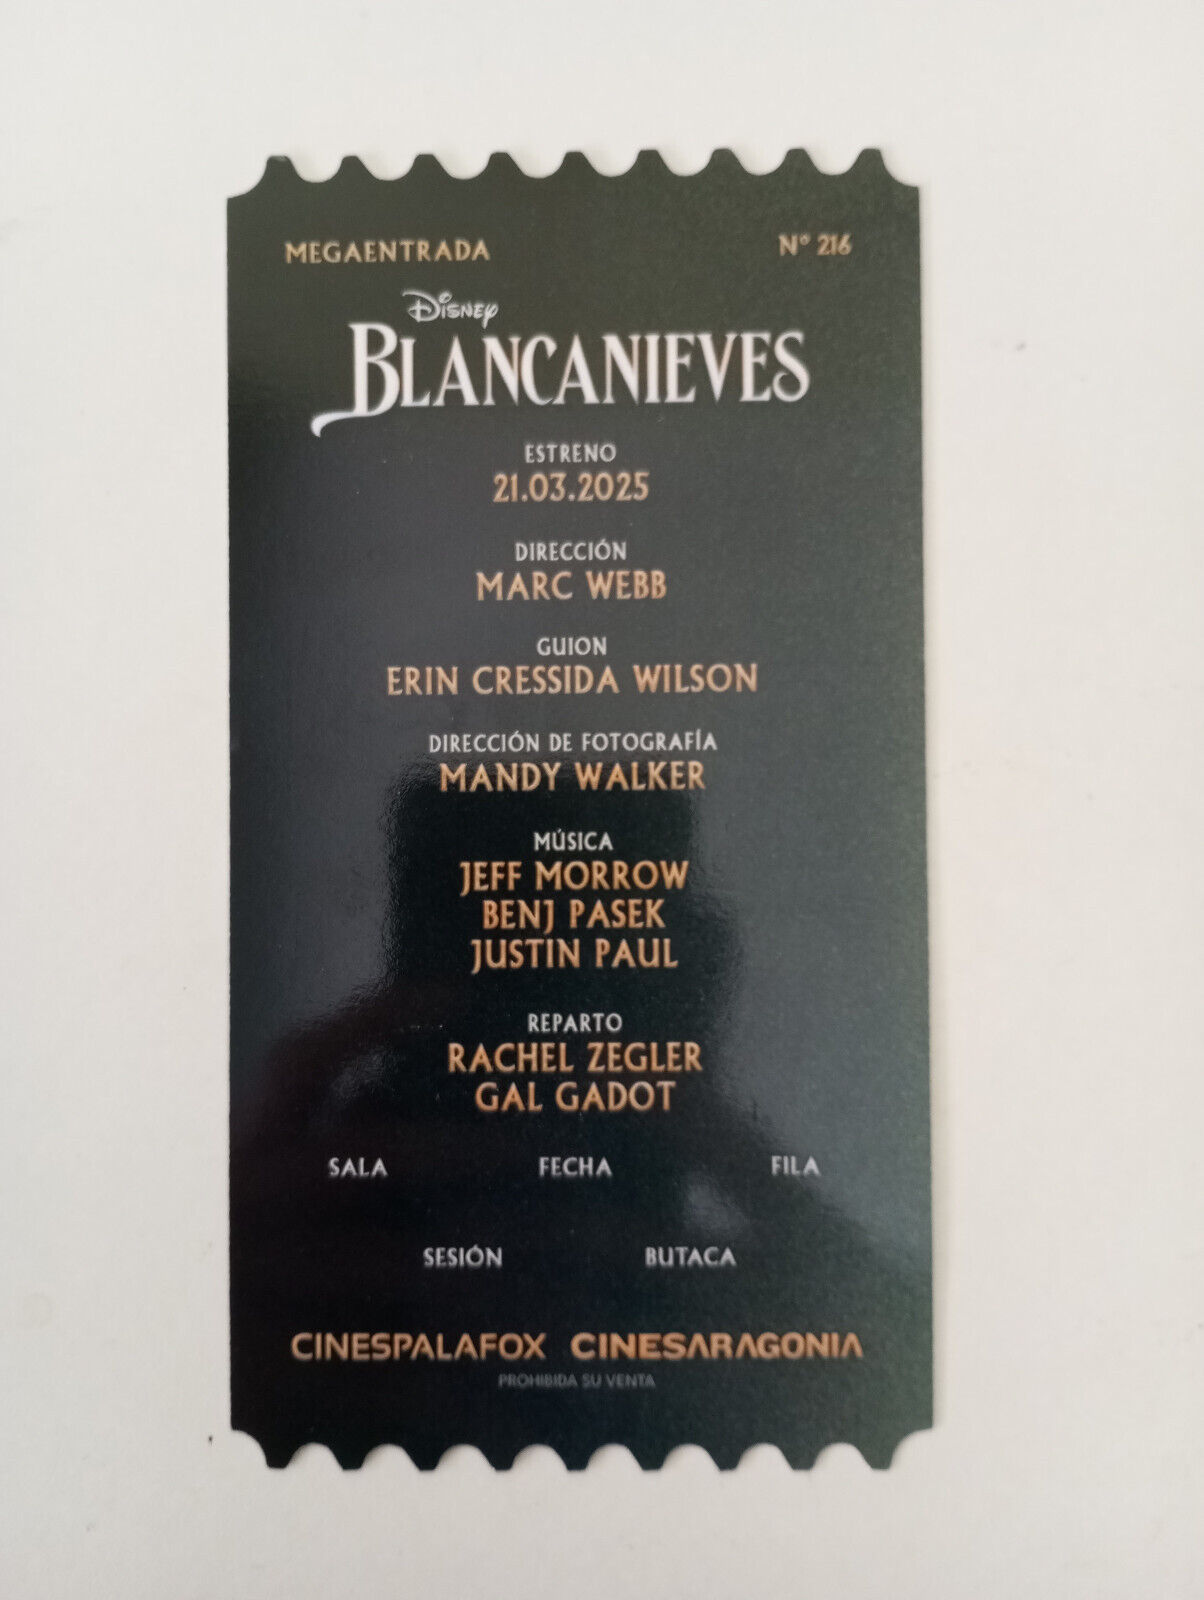 MEGAENTRADA Nº 216
Disney
BLANCANIEVES
ESTRENO
21.03.2025
DIRECCIÓN
MARC WEBB
GUION
ERIN CRESSIDA WILSON
DIRECCIÓN DE FOTOGRAFÍA
MANDY WALKER
MÚSICA
JEFF MORROW
BENJ PASEK
JUSTIN PAUL
REPARTO
RACHEL ZEGLER
GAL GADOT
SALA FECHA FILA
SESIÓN BUTACA
CINESPALAFOX CINESARAGONIA
PROHIBIDA SU VENTA